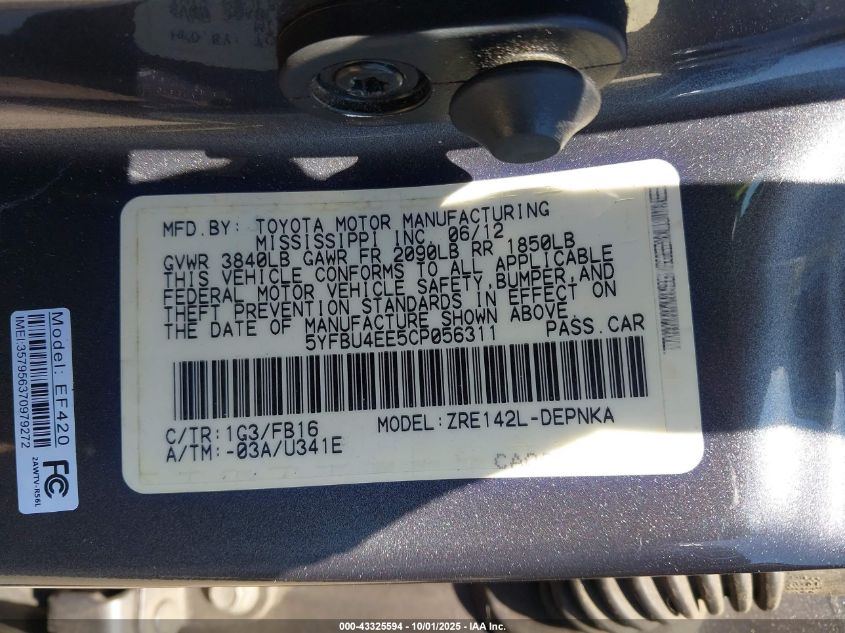 MFD.BY: TOYOTA MOTOR MANUFACTURING
MISSISSIPPI INC. 06/12
GVWR 3840LB GAWR FR 2090LB RR 1850LB
THIS VEHICLE CONFORMS TO ALL APPLICABLE
FEDERAL MOTOR VEHICLE SAFETY,BUMPER,AND
THEFT PREVENTION STANDARDS IN EFFECT ON
THE DATE OF MANUFACTURE SHOWN ABOVE.
5YFBU4EE5CP056311 PASS.CAR
C/TR:1G3/FB16 MODEL:ZRE142L-DEPNKA
A/TM:-03A/U341E
Model: EF420
IMEI:357956370979272
FC
2AWTV-R56L
000-43325594 - 10/01/2025 - IAA Inc.